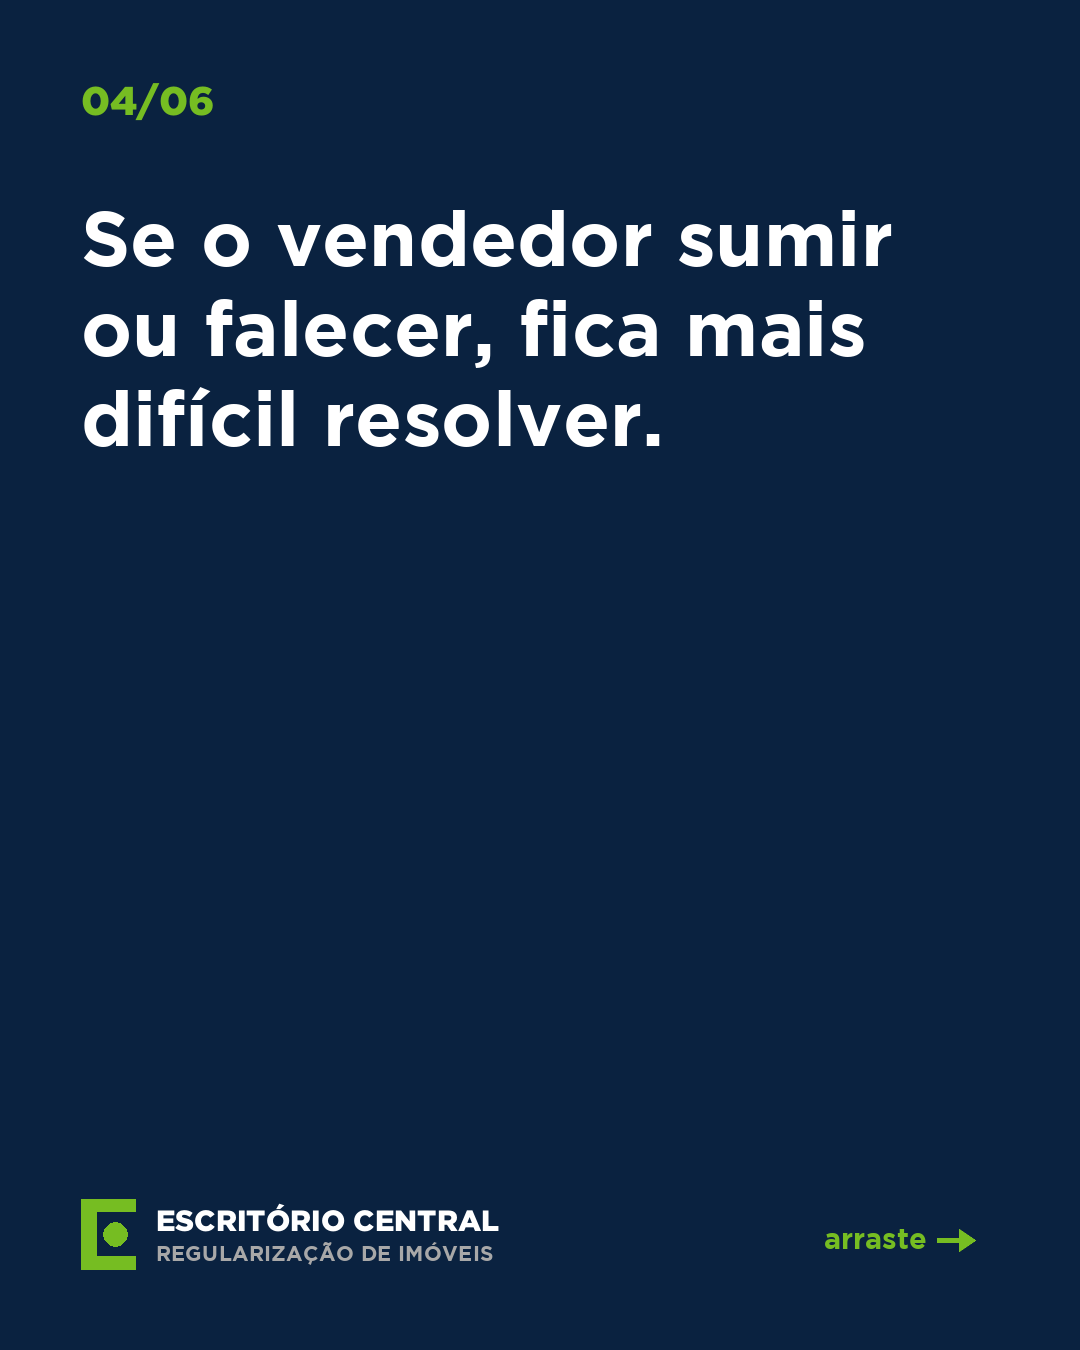 04/06
Se o vendedor sumir
ou falecer, fica mais
difícil resolver.
ESCRITÓRIO CENTRAL
REGULARIZAÇÃO DE IMÓVEIS
arraste